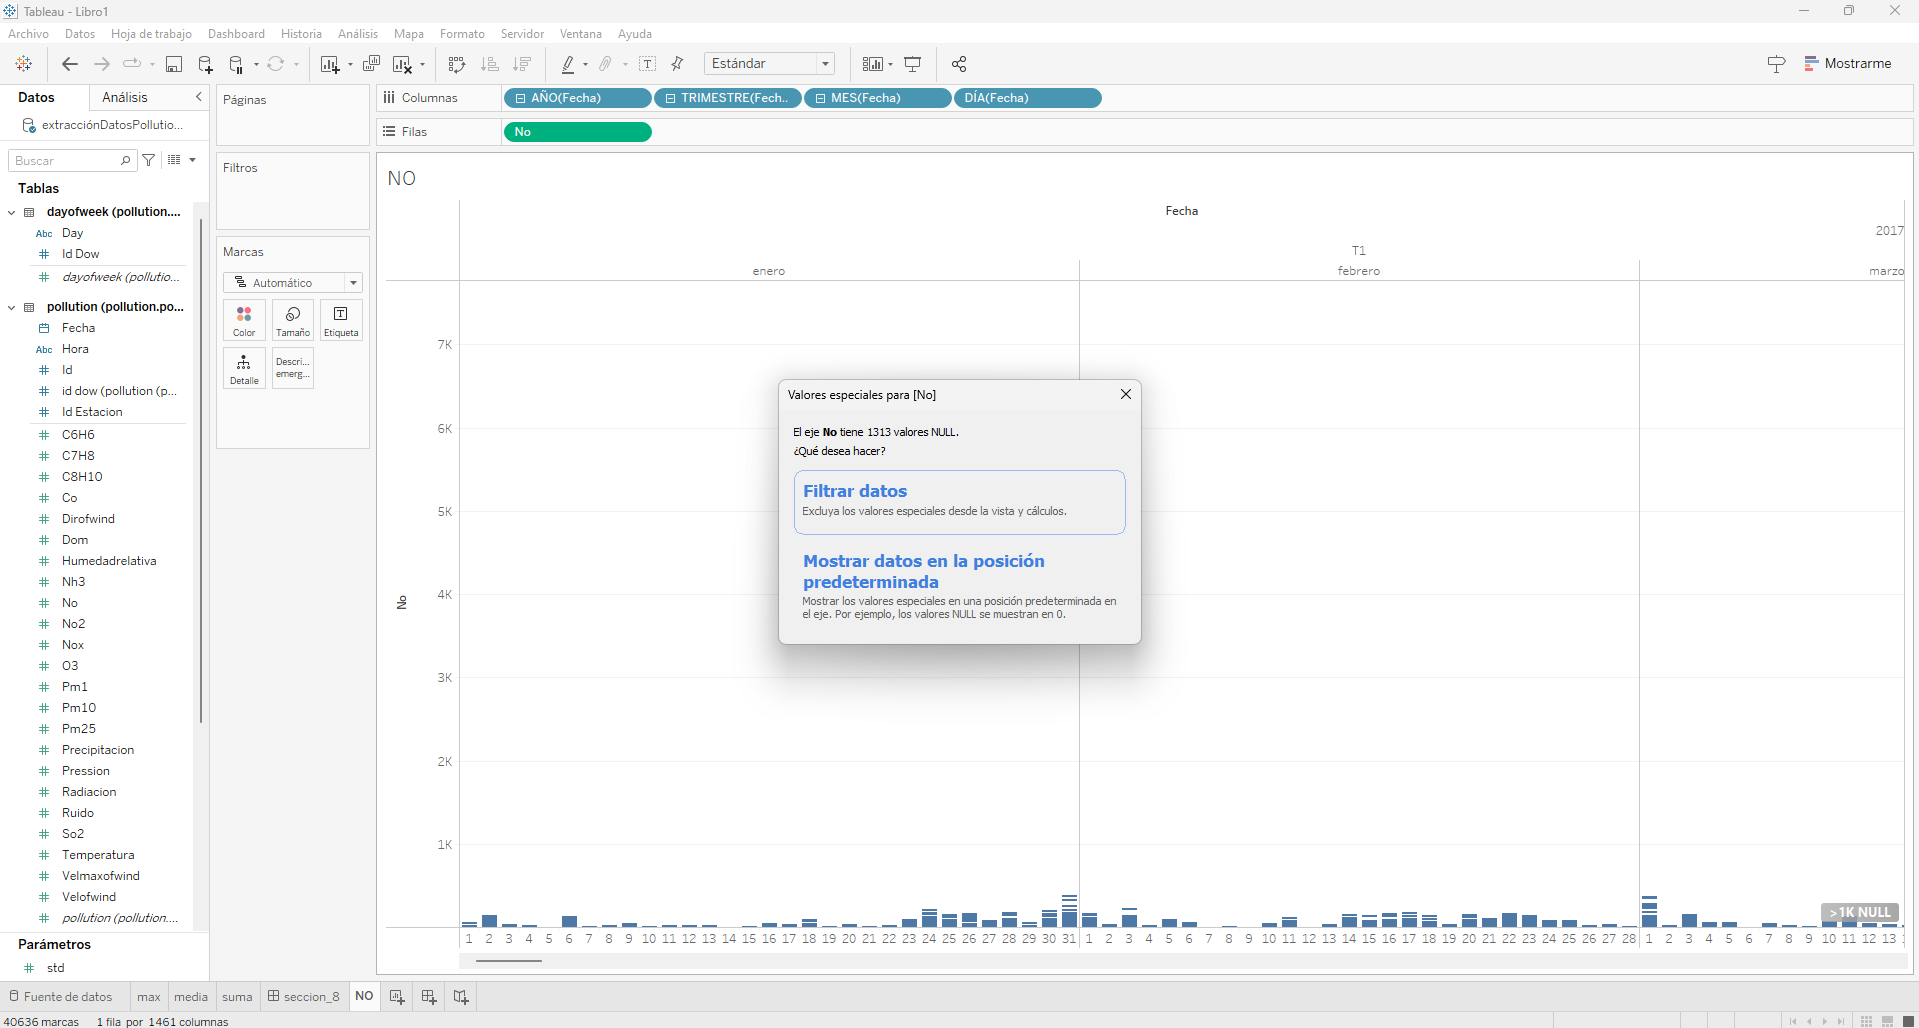 Tableau - Libro1
Archivo Datos Hoja de trabajo Dashboard Historia Análisis Mapa Formato Servidor Ventana Ayuda
Estándar
Mostrarme
Datos Análisis
extracciónDatosPollutio...
Buscar
Tablas
dayofweek (pollution....
Abc Day
Id Dow
dayofweek (pollutio...
pollution (pollution.po...
Fecha
Abc Hora
Id
id dow (pollution (p...
Id Estacion
C6H6
C7H8
C8H10
Co
Dirofwind
Dom
Humedadrelativa
Nh3
No
No2
Nox
O3
Pm1
Pm10
Pm25
Precipitacion
Pression
Radiacion
Ruido
So2
Temperatura
Velmaxofwind
Velofwind
pollution (pollution....
Parámetros
std
Páginas
Filtros
Marcas
Automático
Color Tamaño Etiqueta
Detalle
Descri...
emerg...
Columnas AÑO(Fecha) TRIMESTRE(Fech.. MES(Fecha) DÍA(Fecha)
Filas No
NO
Fecha
2017
T1
enero febrero marzo
7K
6K
5K
4K
3K
2K
1K
No
Valores especiales para [No]
El eje No tiene 1313 valores NULL.
¿Qué desea hacer?
Filtrar datos
Excluya los valores especiales desde la vista y cálculos.
Mostrar datos en la posición
predeterminada
Mostrar los valores especiales en una posición predeterminada en
el eje. Por ejemplo, los valores NULL se muestran en 0.
>1K NULL
1 2 3 4 5 6 7 8 9 10 11 12 13 14 15 16 17 18 19 20 21 22 23 24 25 26 27 28 29 30 31 1 2 3 4 5 6 7 8 9 10 11 12 13 14 15 16 17 18 19 20 21 22 23 24 25 26 27 28 1 2 3 4 5 6 7 8 9 10 11 12 13
Fuente de datos max media suma seccion_8 NO
40636 marcas 1 fila por 1461 columnas